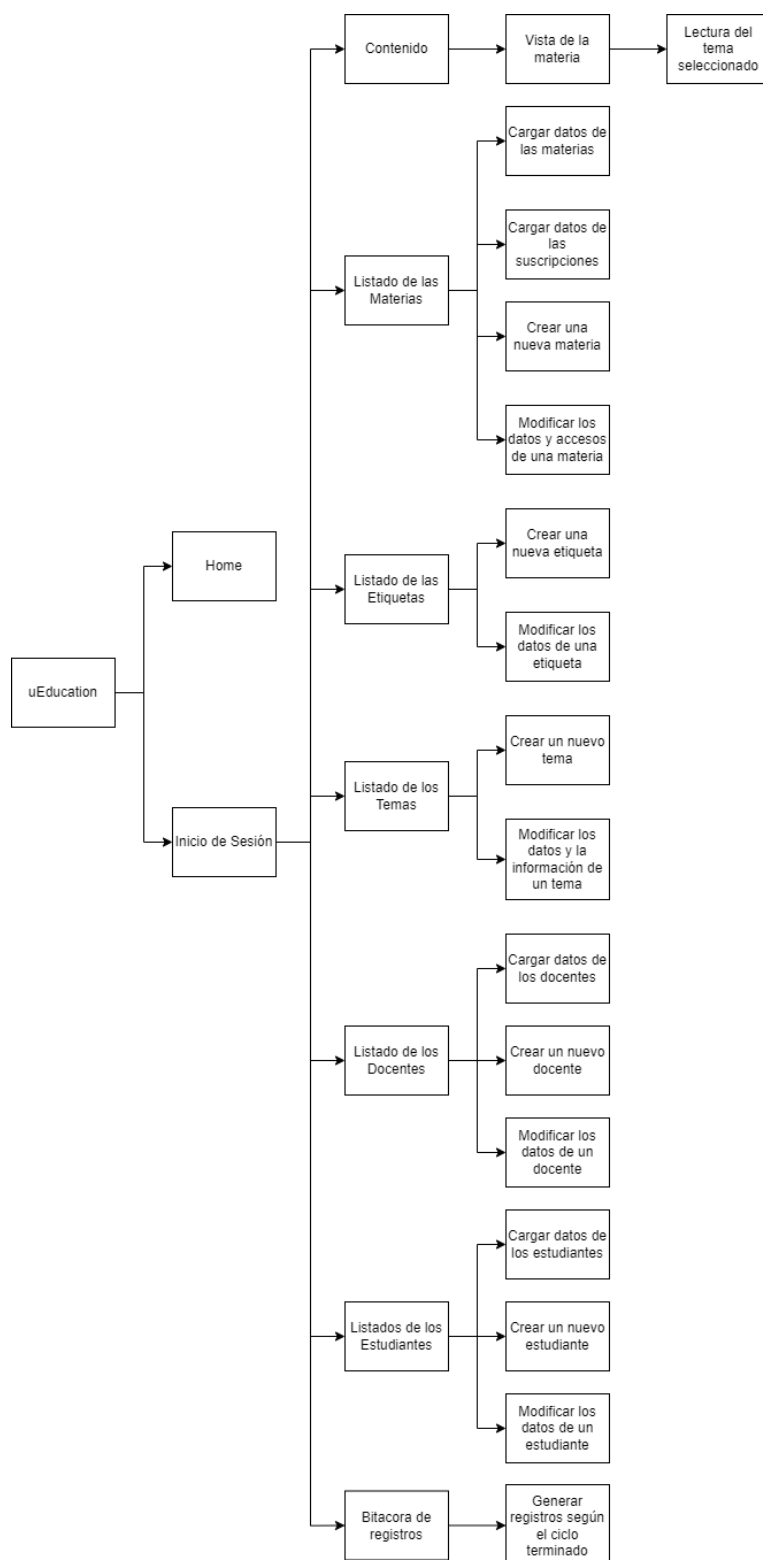 Contenido
Vista de la
materia
Lectura del
tema
seleccionado
Cargar datos de
las materias
Cargar datos de
las
suscripciones
Listado de las
Materias
Crear una
nueva materia
Modificar los
datos y accesos
de una materia
Crear una
nueva etiqueta
Home
Listado de las
Etiquetas
Modificar los
datos de una
etiqueta
uEducation
Crear un nuevo
tema
Listado de los
Temas
Inicio de Sesión
Modificar los
datos y la
información de
un tema
Cargar datos de
los docentes
Listado de los
Docentes
Crear un nuevo
docente
Modificar los
datos de un
docente
Cargar datos de
los estudiantes
Listados de los
Estudiantes
Crear un nuevo
estudiante
Modificar los
datos de un
estudiante
Bitacora de
registros
Generar
registros según
el ciclo
terminado